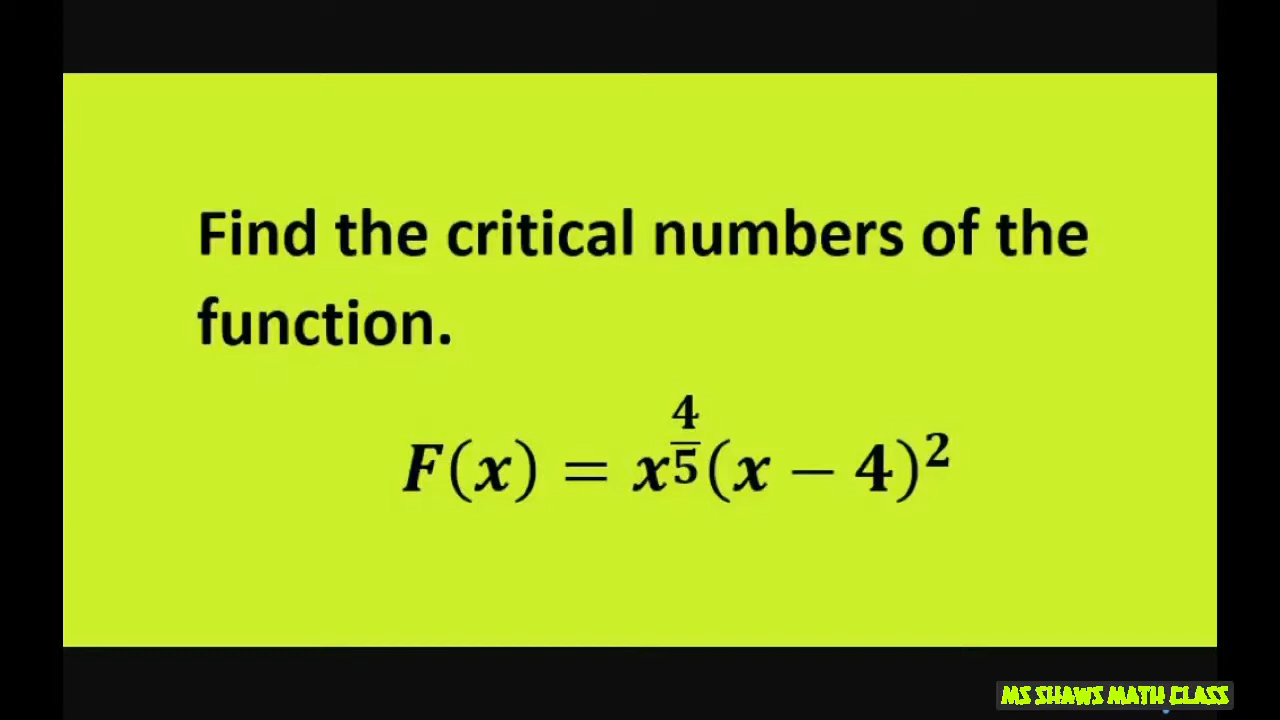 Find the critical numbers of the
function.
F(x) = x^{4/5}(x − 4)^2
MS SHAWS MATH CLASS